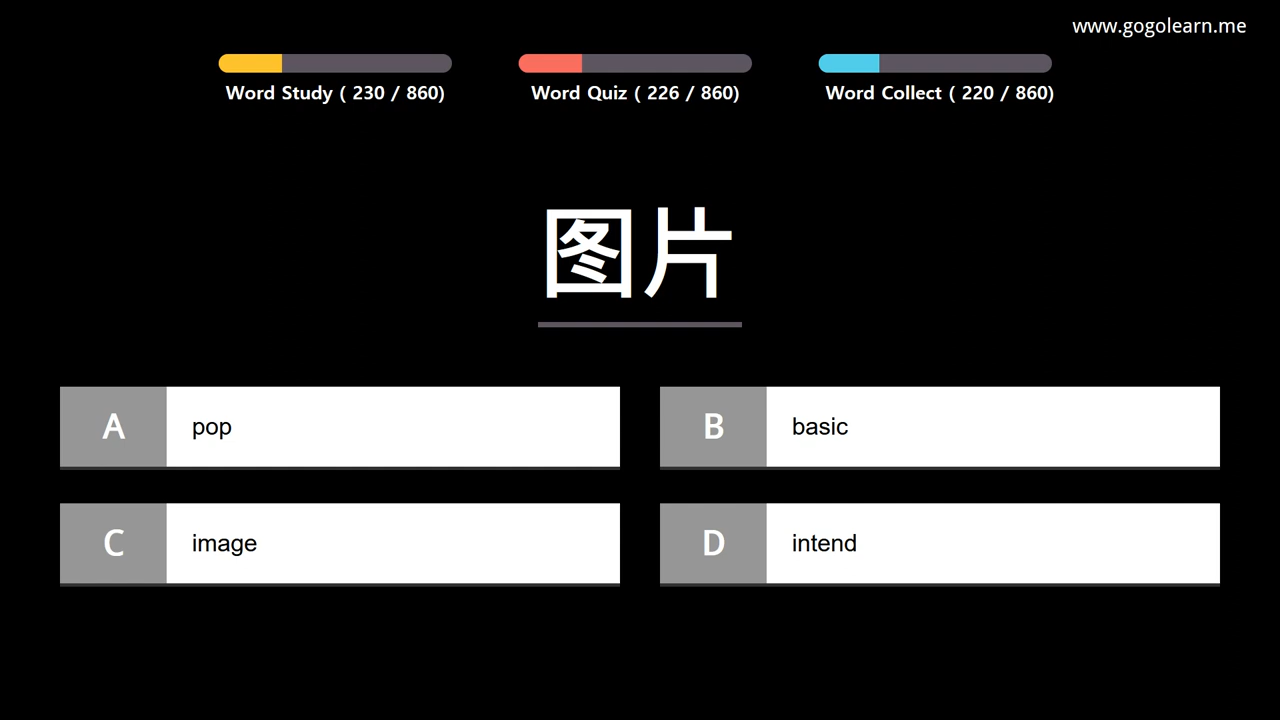 www.gogolearn.me
Word Study ( 230 / 860)
Word Quiz ( 226 / 860)
Word Collect ( 220 / 860)
图片
A pop
B basic
C image
D intend